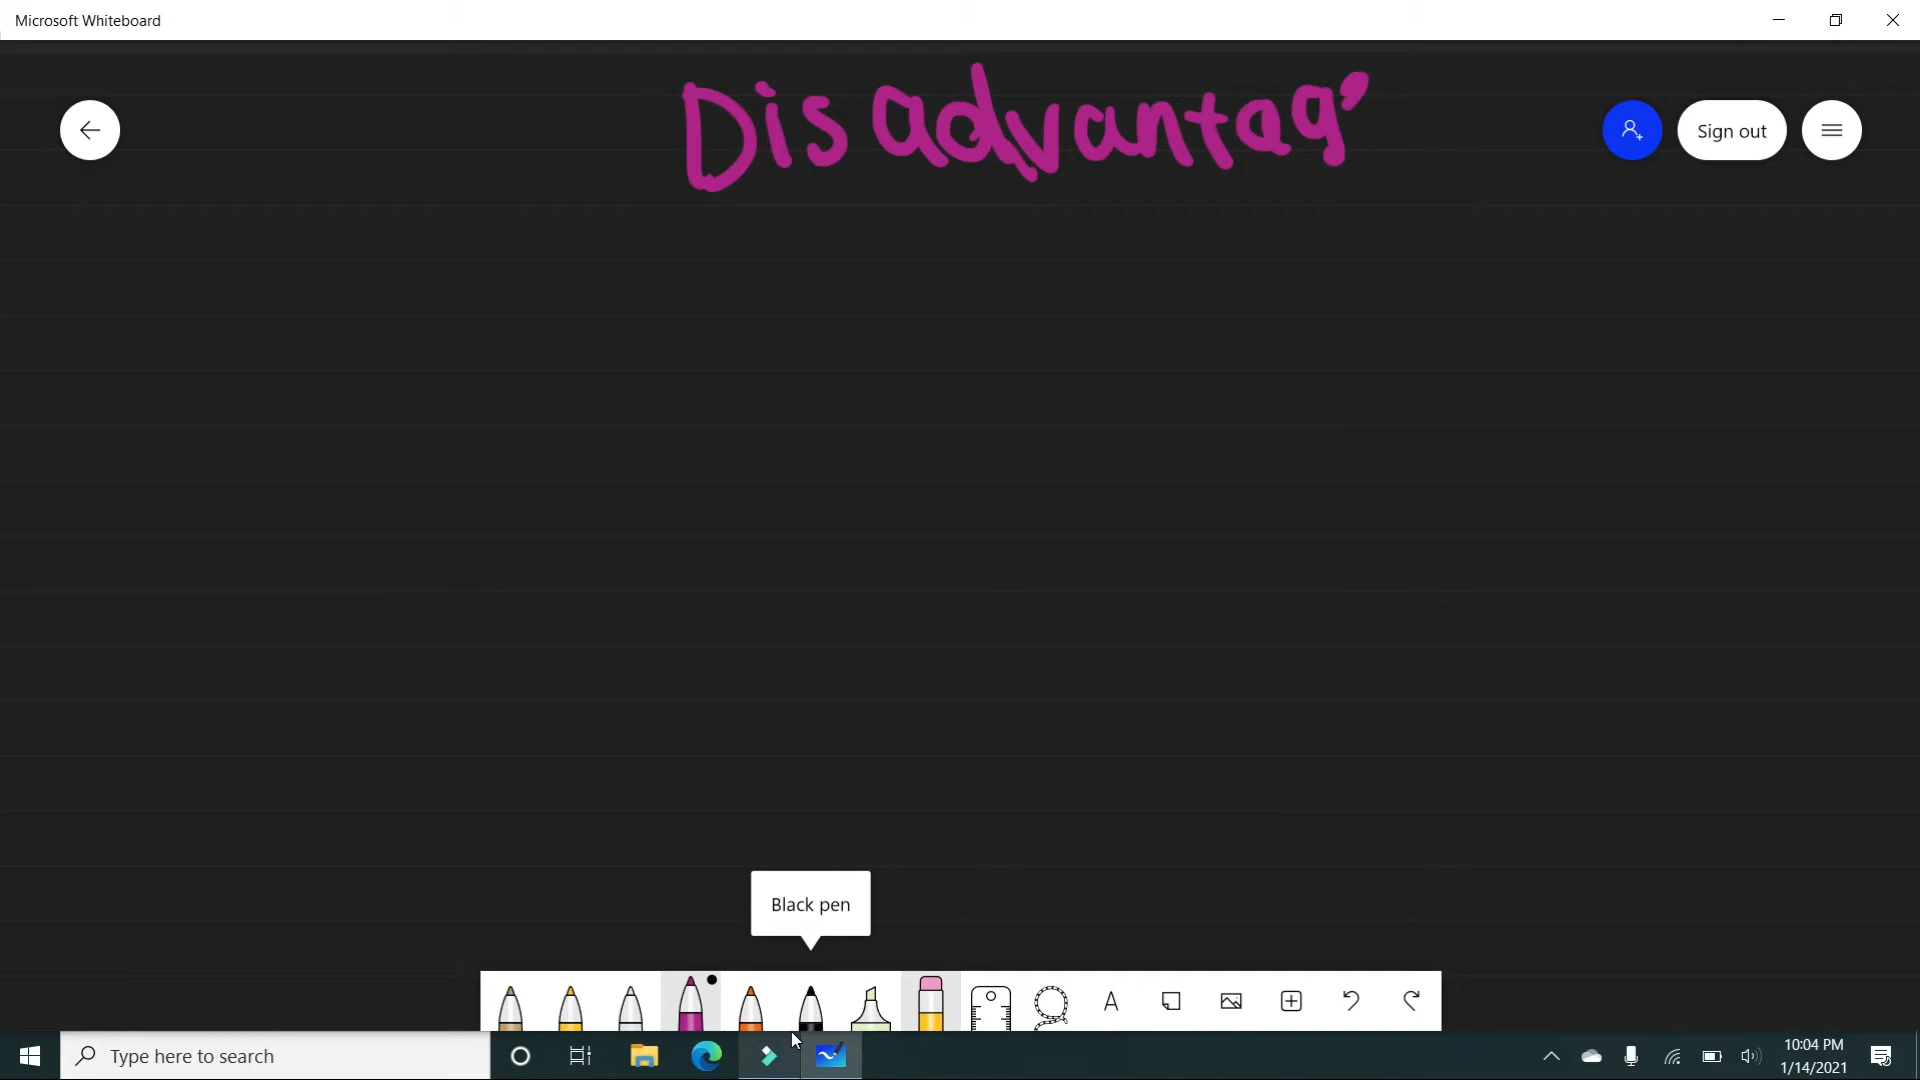 Microsoft Whiteboard
Dis advantag'
Sign out
Black pen
A
Type here to search
10:04 PM
1/14/2021